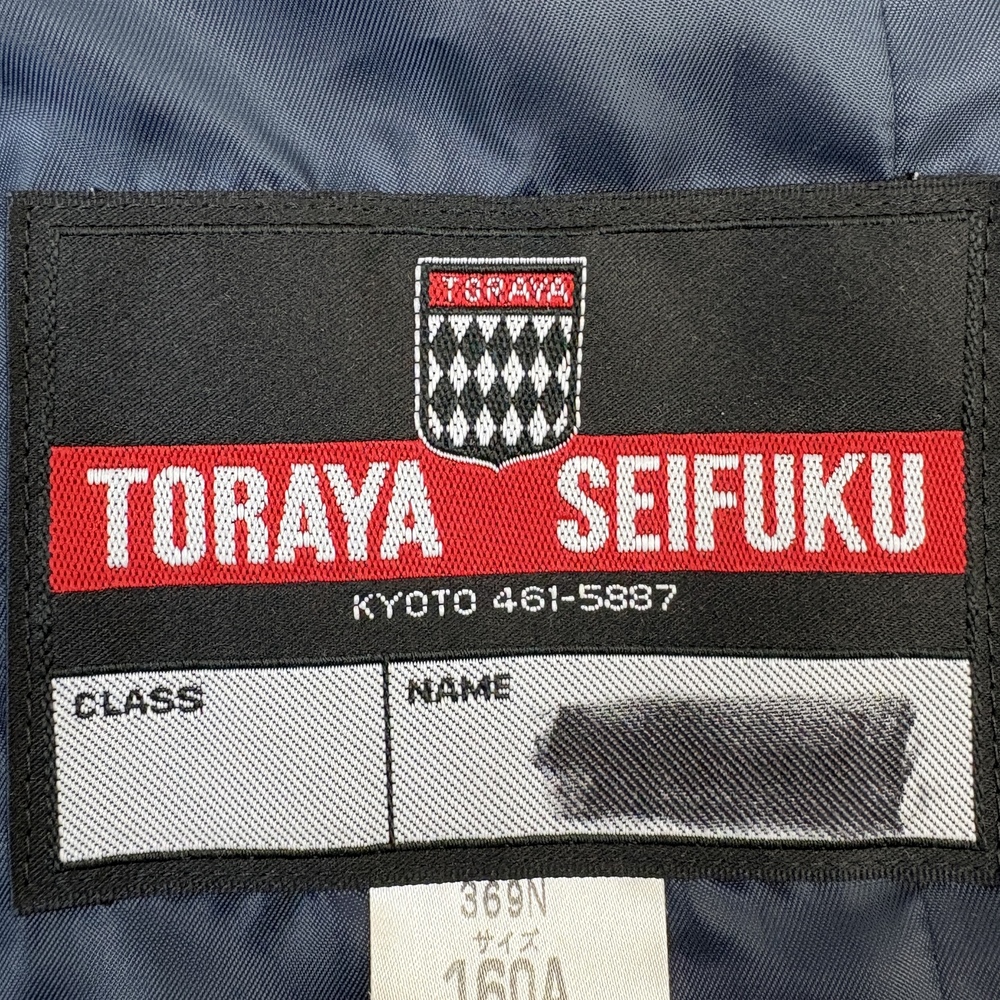 TORAYA
TORAYA SEIFUKU
KYOTO 461-5887
CLASS NAME
369N
サイズ
160A